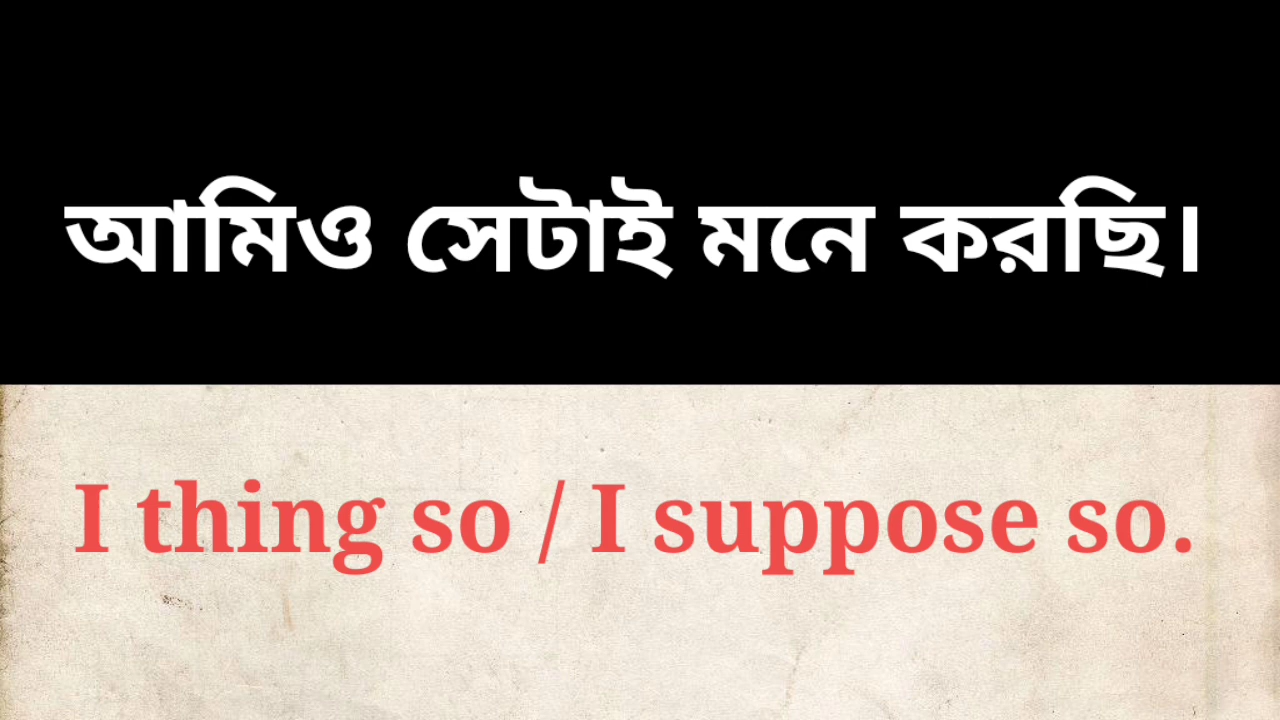 আমিও সেটাই মনে করছি।
I thing so / I suppose so.